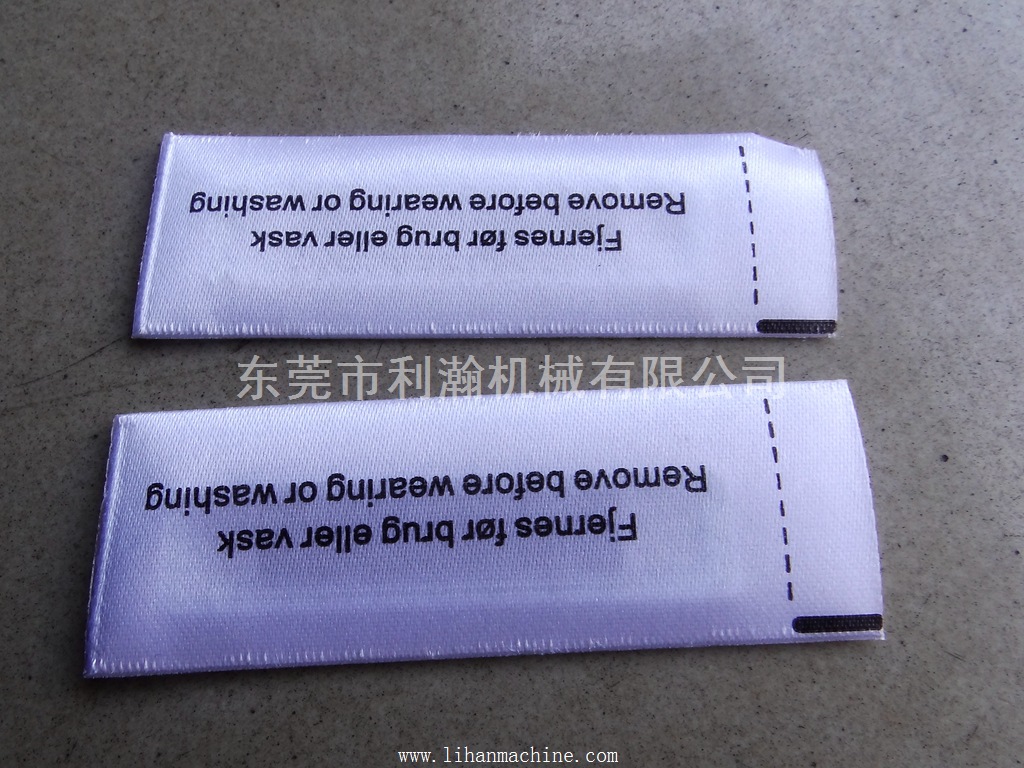 Fjernes før brug eller vask
Remove before wearing or washing
东莞市利瀚机械有限公司
Fjernes før brug eller vask
Remove before wearing or washing
www.lihanmachine.com